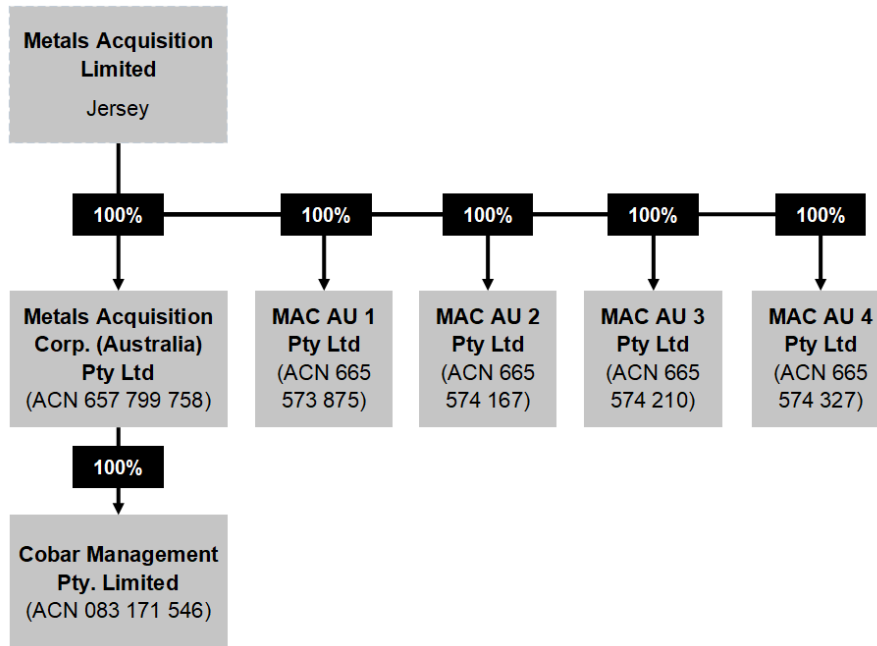 Metals Acquisition
Limited
Jersey
100%
100%
100%
100%
100%
Metals Acquisition
Corp. (Australia)
Pty Ltd
(ACN 657 799 758)
MAC AU 1
Pty Ltd
(ACN 665
573 875)
MAC AU 2
Pty Ltd
(ACN 665
574 167)
MAC AU 3
Pty Ltd
(ACN 665
574 210)
MAC AU 4
Pty Ltd
(ACN 665
574 327)
100%
Cobar Management
Pty. Limited
(ACN 083 171 546)